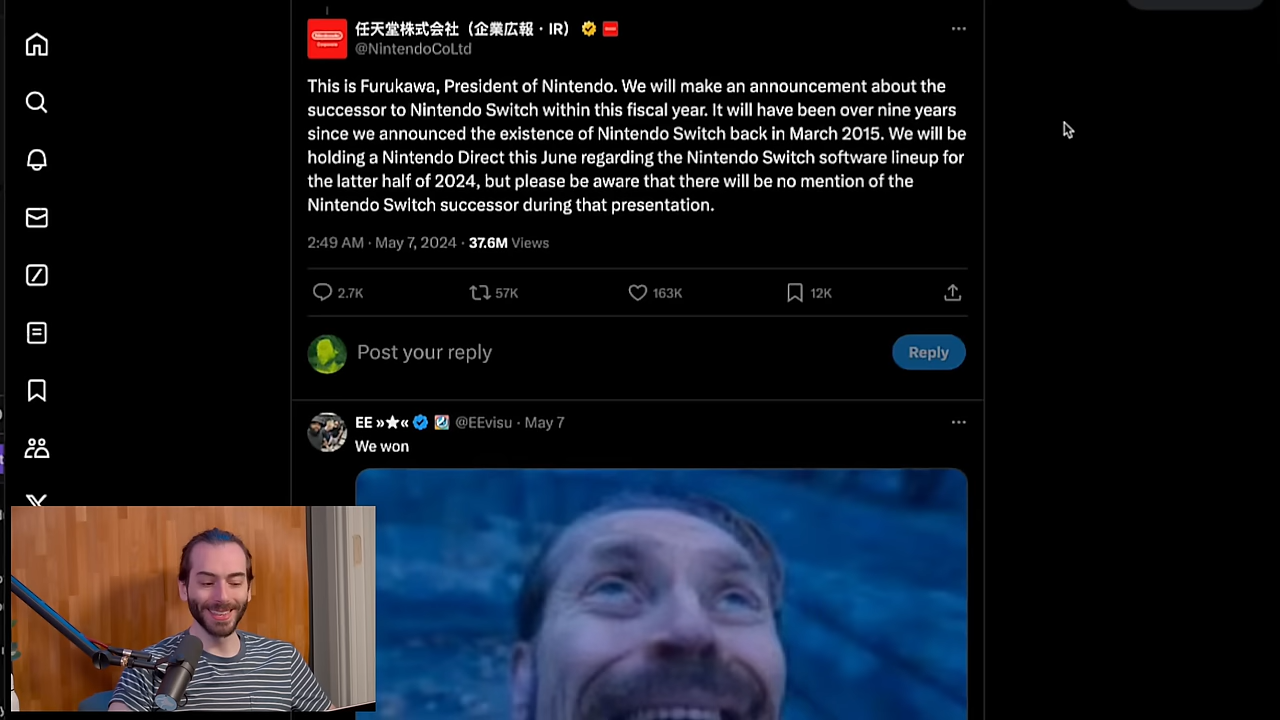 任天堂株式会社（企業広報・IR）
@NintendoCoLtd
This is Furukawa, President of Nintendo. We will make an announcement about the
successor to Nintendo Switch within this fiscal year. It will have been over nine years
since we announced the existence of Nintendo Switch back in March 2015. We will be
holding a Nintendo Direct this June regarding the Nintendo Switch software lineup for
the latter half of 2024, but please be aware that there will be no mention of the
Nintendo Switch successor during that presentation.
2:49 AM · May 7, 2024 · 37.6M Views
2.7K 57K 163K 12K
Post your reply Reply
EE »★« @EEvisu · May 7
We won